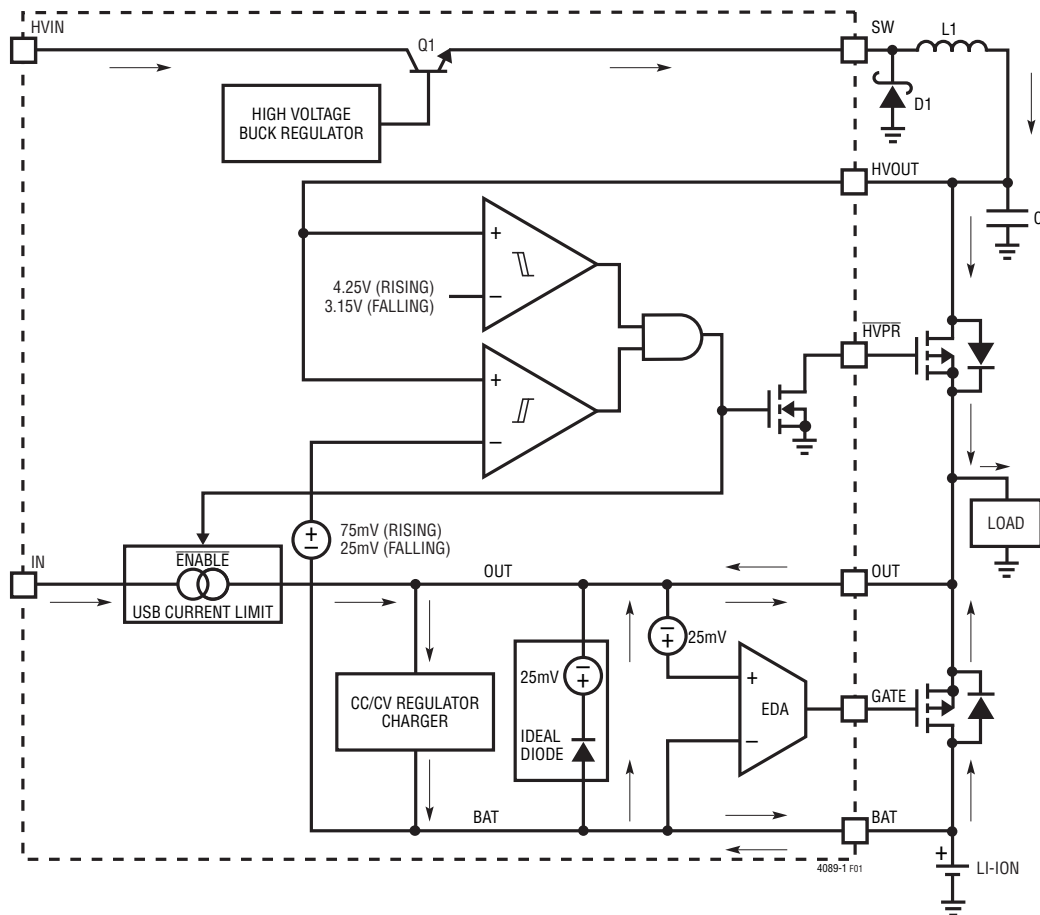 HVIN
Q1
SW
L1
HIGH VOLTAGE
BUCK REGULATOR
D1
HVOUT
C
+
4.25V (RISING)
3.15V (FALLING)
−
HVPR
+
−
+
−
75mV (RISING)
25mV (FALLING)
LOAD
IN
ENABLE
USB CURRENT LIMIT
OUT
OUT
−
+
25mV
25mV
−
+
CC/CV REGULATOR
CHARGER
IDEAL
DIODE
+
EDA
−
GATE
BAT
BAT
4089-1 F01
+
LI-ION